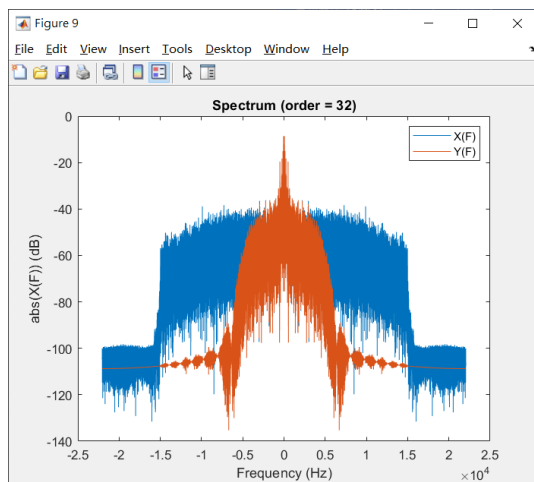 Figure 9
File Edit View Insert Tools Desktop Window Help
Spectrum (order = 32)
X(F)
Y(F)
abs(X(F)) (dB)
0
-20
-40
-60
-80
-100
-120
-140
-2.5 -2 -1.5 -1 -0.5 0 0.5 1 1.5 2 2.5
Frequency (Hz)
×10⁴